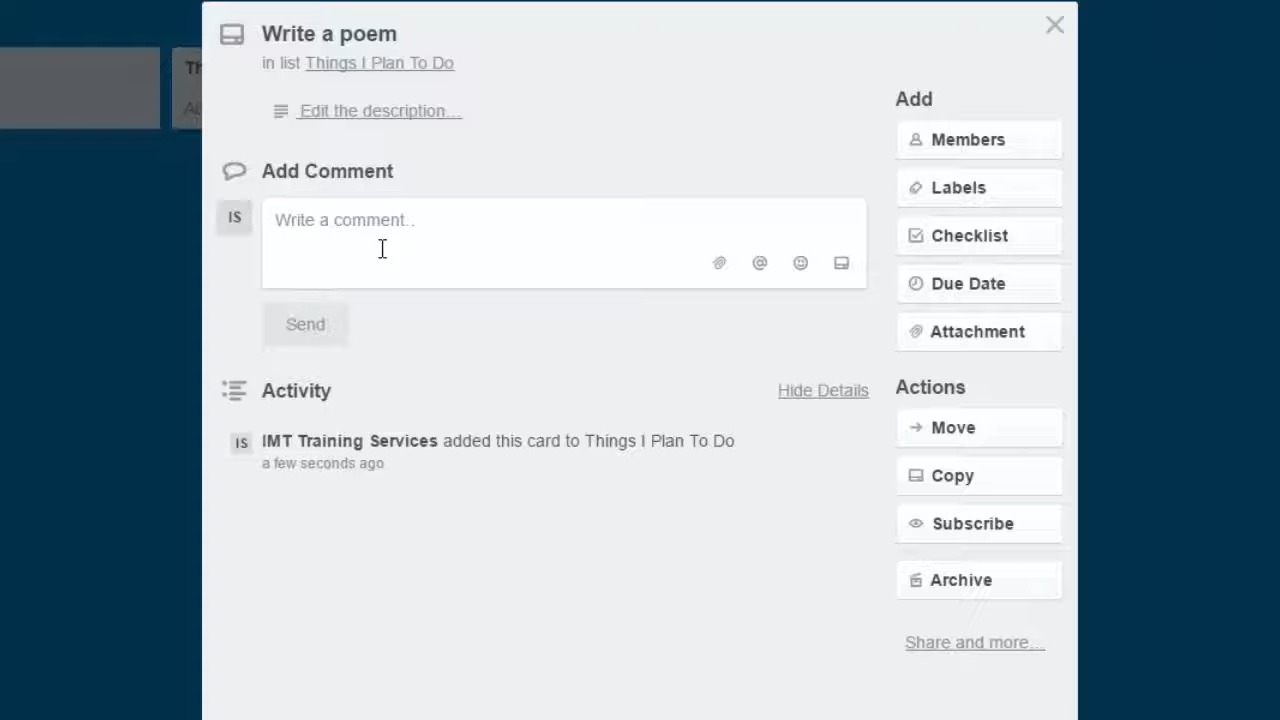 Write a poem
in list Things I Plan To Do
Edit the description...
Add Comment
IS
Write a comment..
Send
Activity
Hide Details
IS
IMT Training Services added this card to Things I Plan To Do
a few seconds ago
Add
Members
Labels
Checklist
Due Date
Attachment
Actions
Move
Copy
Subscribe
Archive
Share and more...